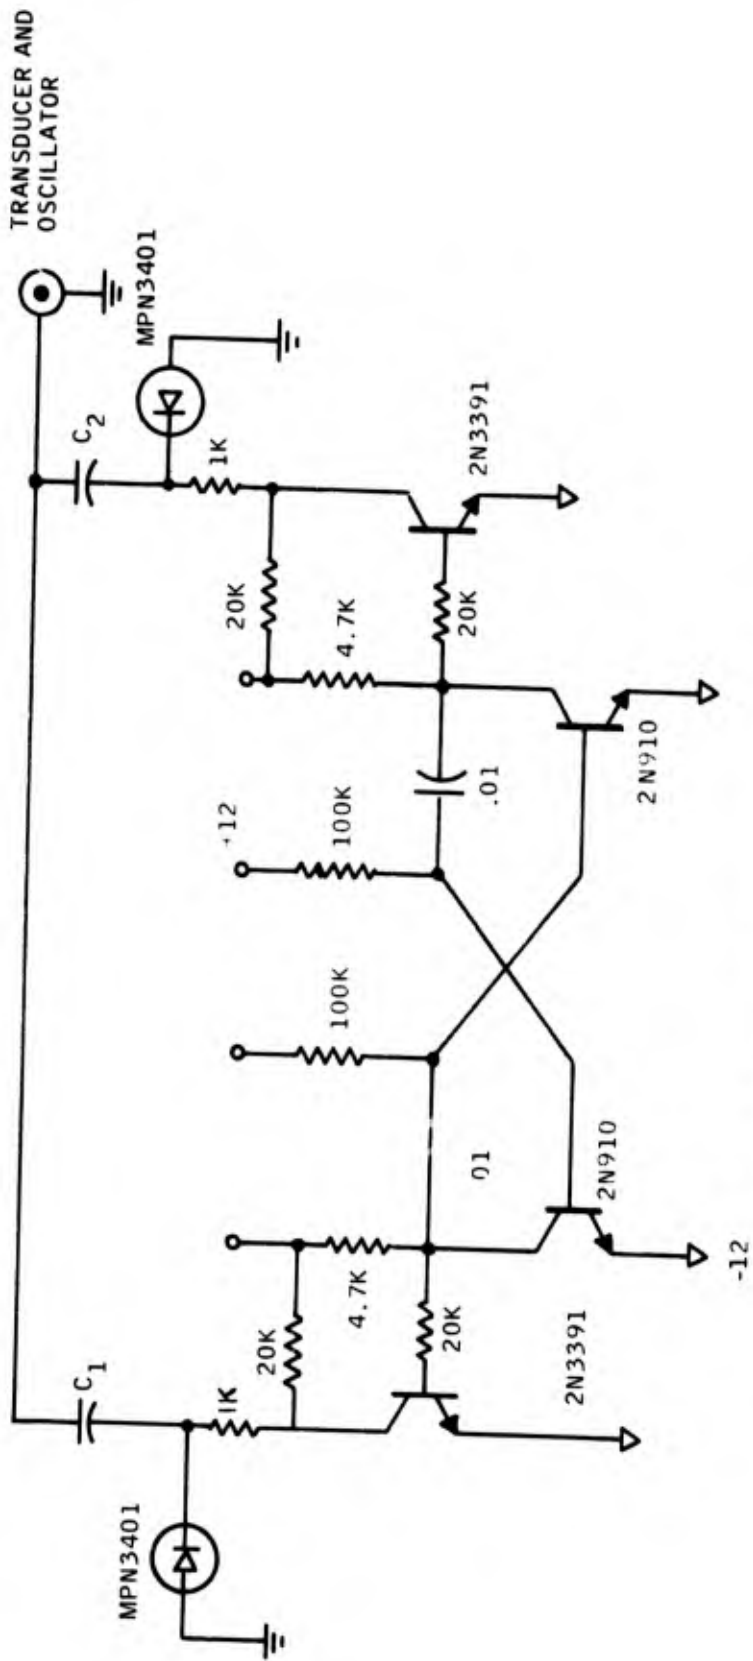 TRANSDUCER AND
OSCILLATOR
MPN3401
C2
1K
20K
4.7K
20K
2N3391
2N910
.01
+12
100K
100K
01
2N910
-12
4.7K
20K
20K
2N3391
C1
1K
MPN3401